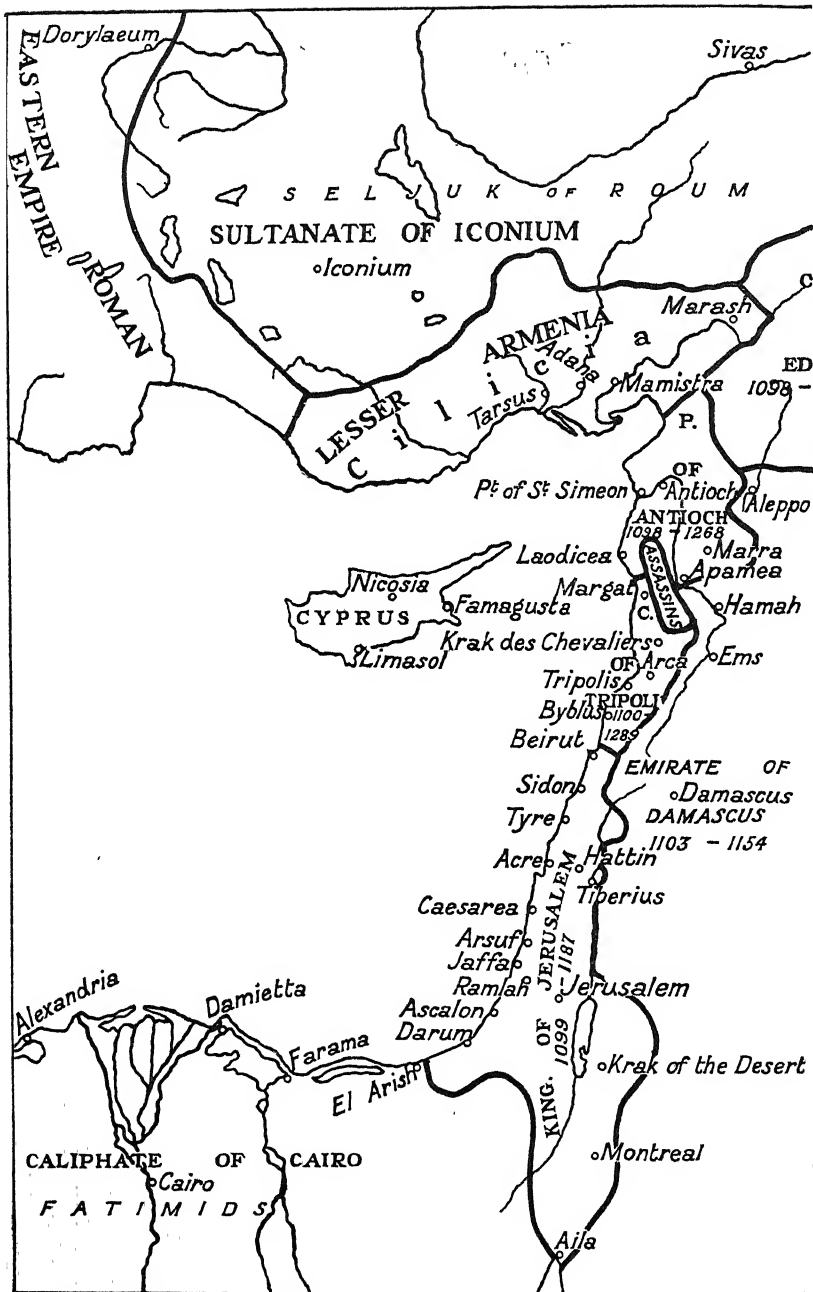 Dorylaeum
EASTERN
EMPIRE
ROMAN
Sivas
SELJUK OF ROUM
SULTANATE OF ICONIUM
Iconium
Marash
C
ARMENIA
LESSER
Cilicia
Adana
Tarsus
Mamistra
ED
1098 -
P.
OF
Pt. of St. Simeon
Antioch
Aleppo
ANTIOCH
1098 - 1268
Laodicea
ASSASSINS
Marra
Apamea
Margat
C.
Hamah
Nicosia
CYPRUS
Famagusta
Limasol
Krak des Chevaliers
OF
Arca
Ems
Tripolis
TRIPOLI
Byblus
1100-
1289
Beirut
EMIRATE OF
Sidon
Damascus
DAMASCUS
Tyre
1103 - 1154
Acre
Hattin
Tiberius
Caesarea
Arsuf
Jaffa
Ramlah
Jerusalem
KING. OF JERUSALEM
1099 - 1187
Ascalon
Darum
Alexandria
Damietta
Farama
El Arish
Krak of the Desert
CALIPHATE OF CAIRO
Cairo
FATIMIDS
Montreal
Aila